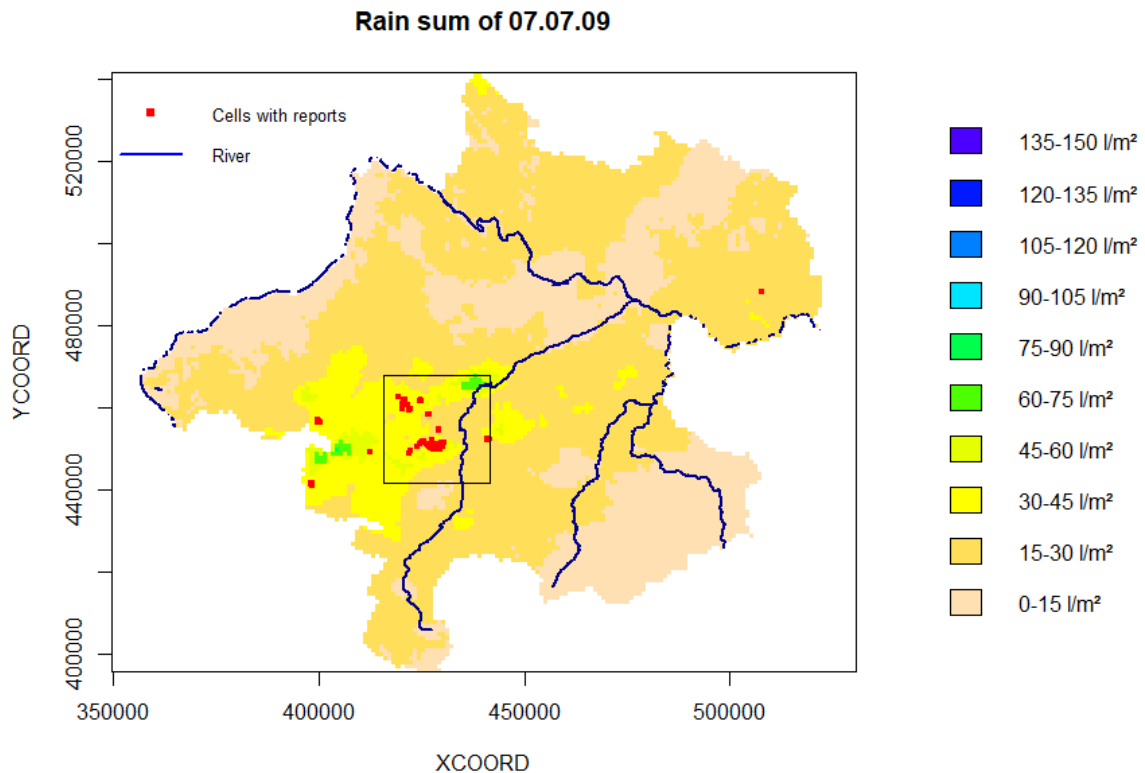 Rain sum of 07.07.09
Cells with reports
River
YCOORD
520000
480000
440000
400000
350000
400000
450000
500000
XCOORD
135-150 l/m²
120-135 l/m²
105-120 l/m²
90-105 l/m²
75-90 l/m²
60-75 l/m²
45-60 l/m²
30-45 l/m²
15-30 l/m²
0-15 l/m²